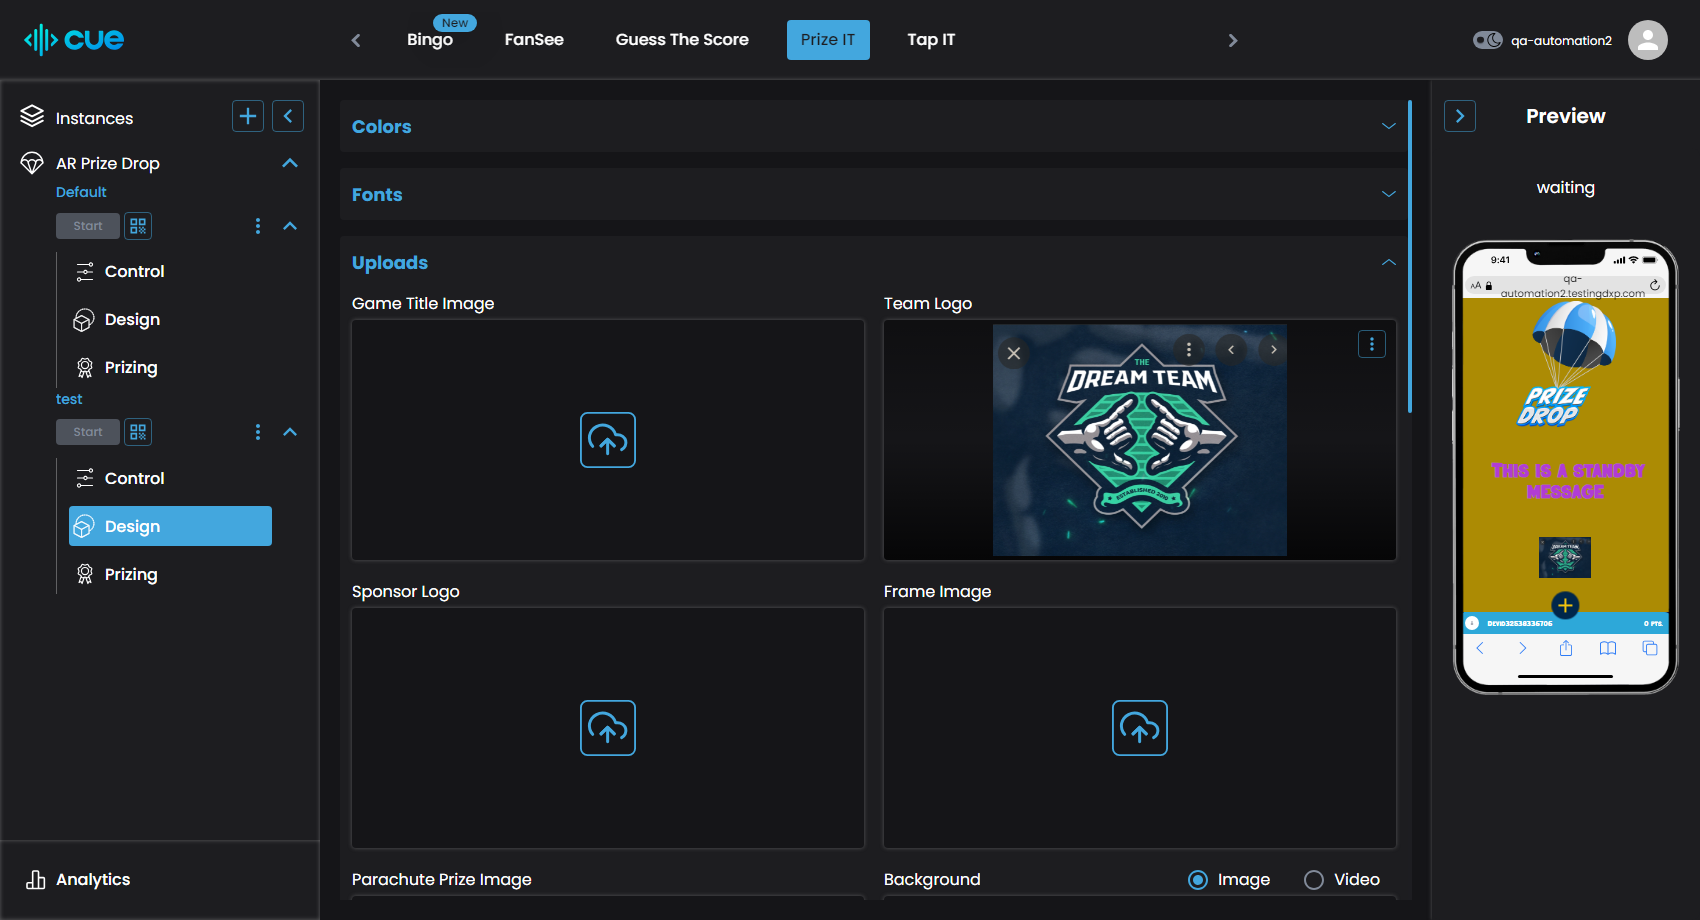 cue
New
Bingo
FanSee
Guess The Score
Prize IT
Tap IT
qa-automation2
Instances
AR Prize Drop
Default
Start
Control
Design
Prizing
test
Start
Control
Design
Prizing
Analytics
Colors
Fonts
Uploads
Game Title Image
Team Logo
THE
DREAM TEAM
ESTABLISHED 2019
Sponsor Logo
Frame Image
Parachute Prize Image
Background
Image
Video
Preview
waiting
9:41
AA
qa-
automation2.testingdxp.com
PRIZE
DROP
THIS IS A STANDBY
MESSAGE
DREAM TEAM
0 PTS.